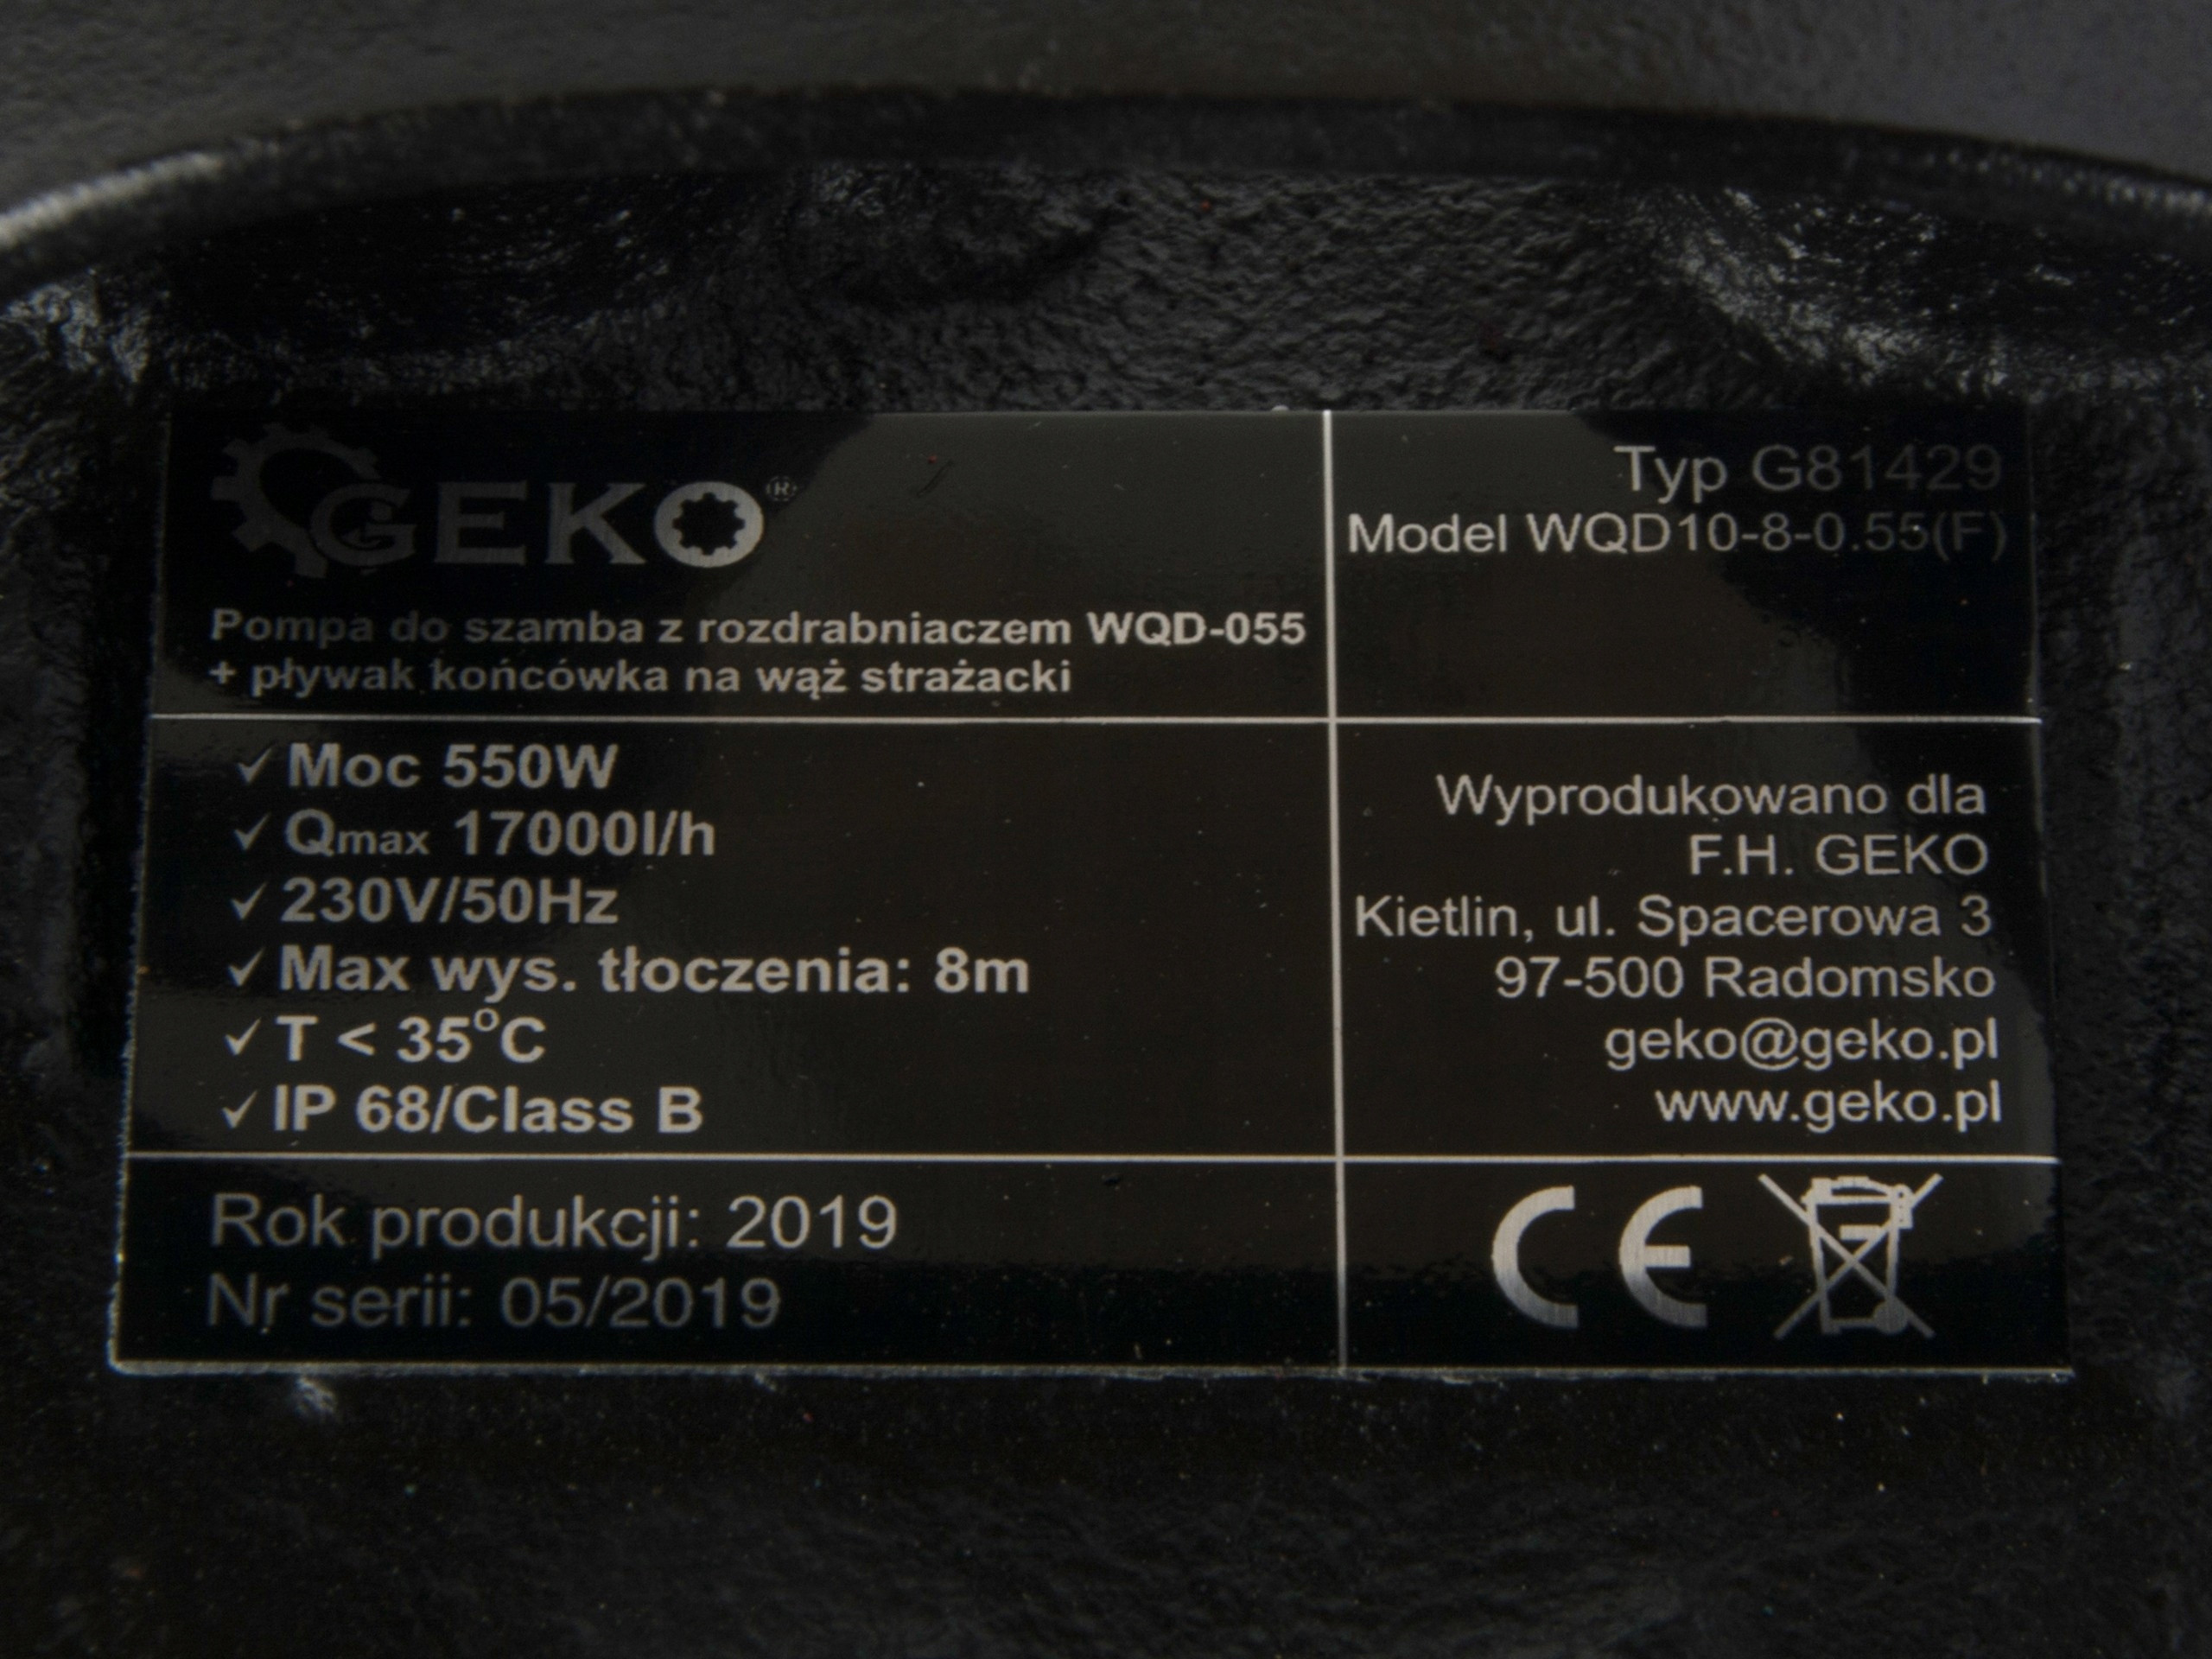 GEKO®
Pompa do szamba z rozdrabniaczem WQD-055
+ pływak końcówka na wąż strażacki
Typ G81429
Model WQD10-8-0.55(F)
✓ Moc 550W
✓ Qmax 17000l/h
✓ 230V/50Hz
✓ Max wys. tłoczenia: 8m
✓ T < 35°C
✓ IP 68/Class B
Wyprodukowano dla
F.H. GEKO
Kietlin, ul. Spacerowa 3
97-500 Radomsko
geko@geko.pl
www.geko.pl
Rok produkcji: 2019
Nr serii: 05/2019
CE